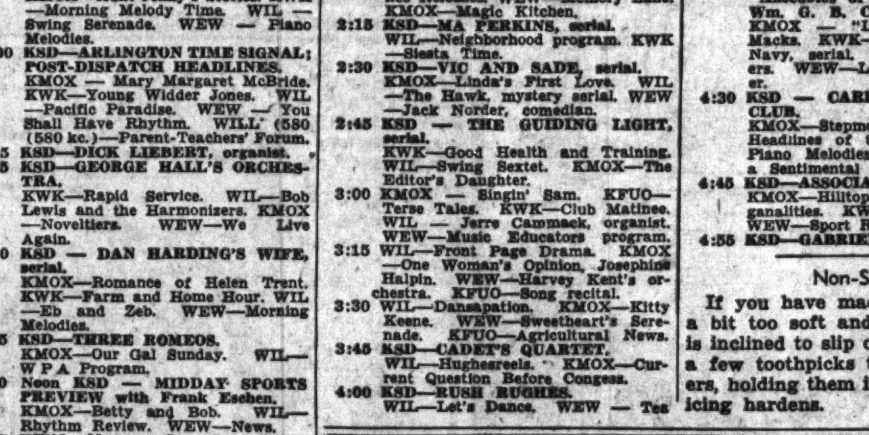 —Morning Melody Time. WIL —
Swing Serenade. WEW — Piano
Melodies.
00 KSD—ARLINGTON TIME SIGNAL;
POST-DISPATCH HEADLINES.
KMOX — Mary Margaret McBride.
KWK—Young Widder Jones. WIL
—Pacific Paradise. WEW — You
Shall Have Rhythm. WILL (580
(580 kc.)—Parent-Teachers' Forum.
5 KSD—DICK LIEBERT, organist.
5 KSD—GEORGE HALL'S ORCHES-
TRA.
KWK—Rapid Service. WIL—Bob
Lewis and the Harmonizers. KMOX
—Novelties. WEW—We Live
Again.
0 KSD — DAN HARDING'S WIFE,
serial.
KMOX—Romance of Helen Trent.
KWK—Farm and Home Hour. WIL
—Eb and Zeb. WEW—Morning
Melodies.
5 KSD—THREE ROMEOS.
KMOX—Our Gal Sunday. WIL—
W P A Program.
0 Noon KSD — MIDDAY SPORTS
PREVIEW with Frank Eschen.
KMOX—Betty and Bob. WIL—
Rhythm Review. WEW—News.
KMOX—Magic Kitchen.
2:15 KSD—MA PERKINS, serial.
WIL—Neighborhood program. KWK
—Siesta Time.
2:30 KSD—VIC AND SADE, serial.
KMOX—Linda's First Love. WIL
—The Hawk, mystery serial. WEW
—Jack Norder, comedian.
2:45 KSD — THE GUIDING LIGHT,
serial.
KWK—Good Health and Training.
WIL—Swing Sextet. KMOX—The
Editor's Daughter.
3:00 KMOX — Singin' Sam. KFUO—
Terse Tales. KWK—Club Matinee.
WIL — Jerre Cammack, organist.
WEW—Music Educators program.
3:15 WIL—Front Page Drama. KMOX
—One Woman's Opinion, Josephine
Halpin. WEW—Harvey Kent's or-
chestra. KFUO—Song recital.
3:30 WIL—Dansapation. KMOX—Kitty
Keene. WEW—Sweetheart's Sere-
nade. KFUO—Agricultural News.
3:45 KSD—CADET'S QUARTET.
WIL—Hughesreels. KMOX—Cur-
rent Question Before Congess.
4:00 KSD—RUSH HUGHES.
WIL—Let's Dance. WEW — Tea
Wm. G. B. C
KMOX — "L
Macks. KWK—
Navy, serial.
ers. WEW—L
er.
4:30 KSD — CAR
CLUB.
KMOX—Stepm
Headlines of t
Piano Melodies
a Sentimental
4:45 KSD—ASSOCIA
KMOX—Hilltop
ganalities. KW
WEW—Sport R
4:55 KSD—GABRIE
Non-S
If you have ma
a bit too soft and
is inclined to slip o
a few toothpicks t
ers, holding them i
icing hardens.